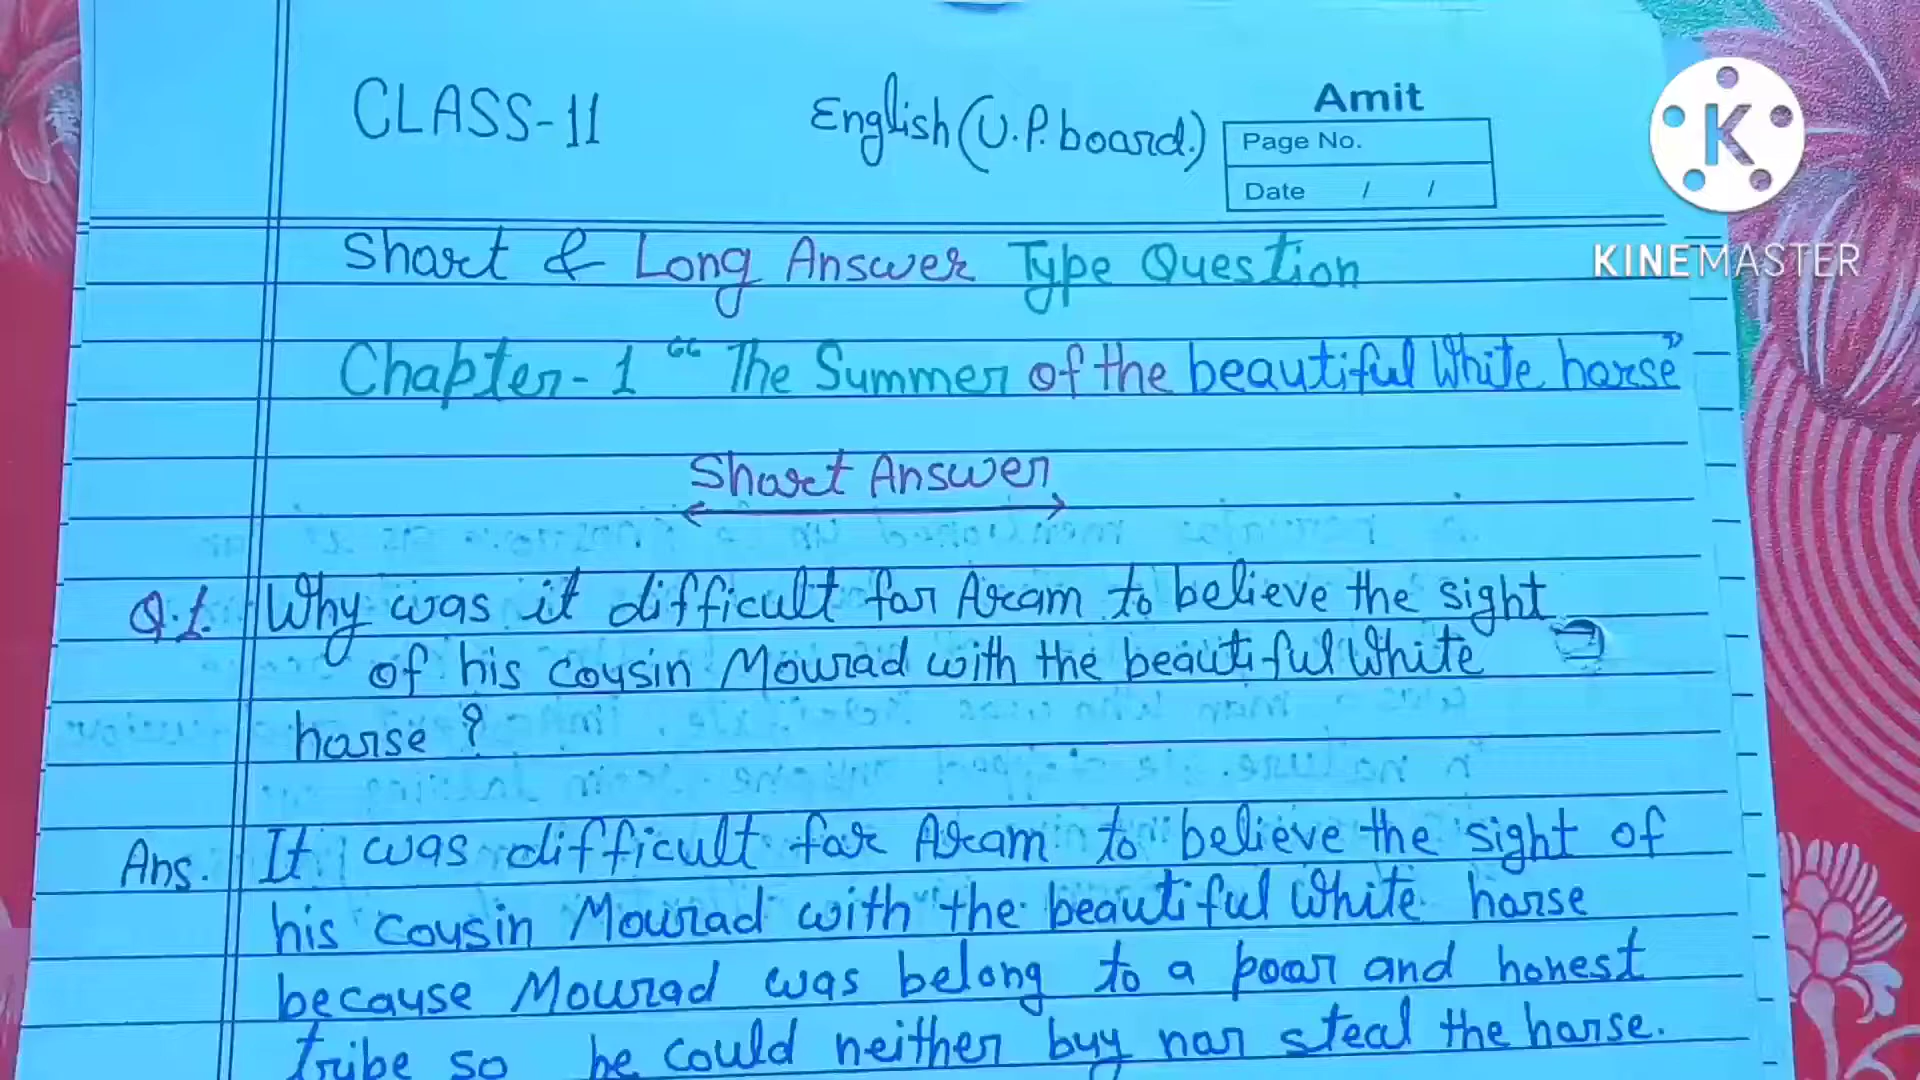 CLASS-11 English (U.P. board.)
Amit
Page No.
Date / /
K
KINEMASTER
Short & Long Answer Type Question
Chapter-1 "The Summer of the beautiful White horse"
Short Answer
Q.1. Why was it difficult for Aram to believe the sight
of his cousin Mourad with the beautiful White
horse ?
Ans. It was difficult for Aram to believe the sight of
his cousin Mourad with the beautiful White horse
because Mourad was belong to a poor and honest
tribe so he could neither buy nor steal the horse.